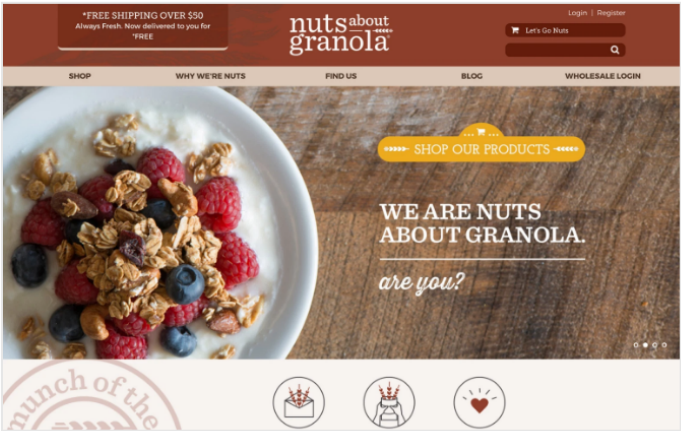 *FREE SHIPPING OVER $50
Always Fresh. Now delivered to you for
*FREE
nuts about
granola
Login | Register
Let's Go Nuts
SHOP
WHY WE'RE NUTS
FIND US
BLOG
WHOLESALE LOGIN
SHOP OUR PRODUCTS
WE ARE NUTS
ABOUT GRANOLA.
are you?
munch of the